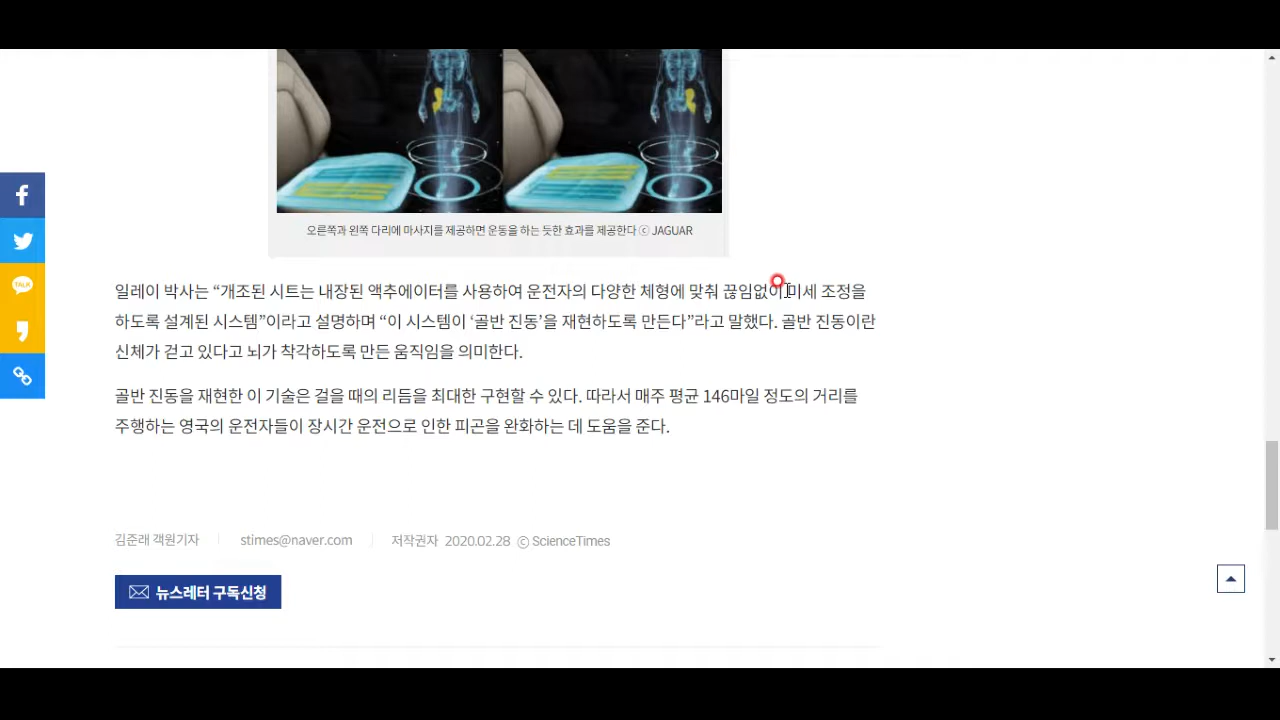 오른쪽과 왼쪽 다리에 마사지를 제공하면 운동을 하는 듯한 효과를 제공한다 ⓒ JAGUAR
일레이 박사는 “개조된 시트는 내장된 액추에이터를 사용하여 운전자의 다양한 체형에 맞춰 끊임없이 미세 조정을
하도록 설계된 시스템”이라고 설명하며 “이 시스템이 ‘골반 진동’을 재현하도록 만든다”라고 말했다. 골반 진동이란
신체가 걷고 있다고 뇌가 착각하도록 만든 움직임을 의미한다.
골반 진동을 재현한 이 기술은 걸을 때의 리듬을 최대한 구현할 수 있다. 따라서 매주 평균 146마일 정도의 거리를
주행하는 영국의 운전자들이 장시간 운전으로 인한 피곤을 완화하는 데 도움을 준다.
김준래 객원기자 stimes@naver.com 저작권자 2020.02.28 ⓒ ScienceTimes
뉴스레터 구독신청
TALK